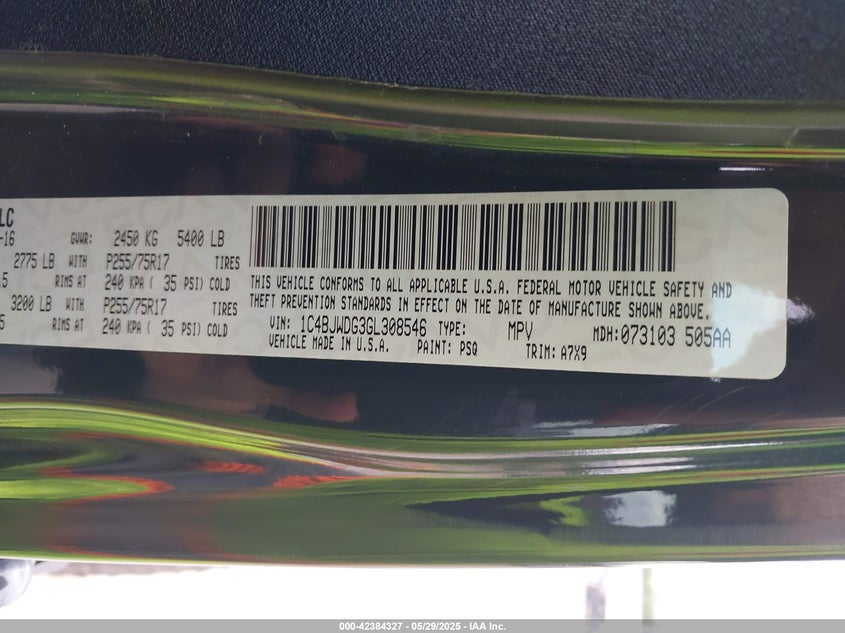 LC
-16 GVWR: 2450 KG 5400 LB
2775 LB WITH P255/75R17 TIRES
.5 RIMS AT 240 KPA ( 35 PSI) COLD
3200 LB WITH P255/75R17 TIRES
5 RIMS AT 240 KPA ( 35 PSI) COLD
THIS VEHICLE CONFORMS TO ALL APPLICABLE U.S.A. FEDERAL MOTOR VEHICLE SAFETY AND
THEFT PREVENTION STANDARDS IN EFFECT ON THE DATE OF MANUFACTURE SHOWN ABOVE.
VIN: 1C4BJWDG3GL308546 TYPE: MPV MDH:073103 505AA
VEHICLE MADE IN U.S.A. PAINT: PSQ TRIM: A7X9
000-42384327 - 05/29/2025 - IAA Inc.